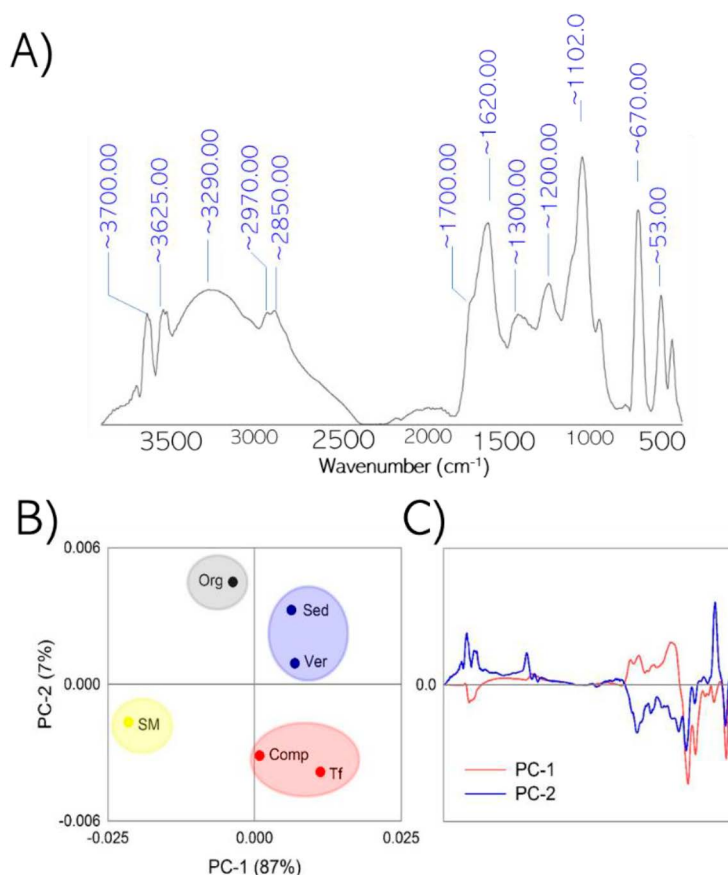 A)
~3700.00
~3625.00
~3290.00
~2970.00
~2850.00
~1700.00
~1620.00
~1300.00
~1200.00
~1102.0
~670.00
~53.00
3500 3000 2500 2000 1500 1000 500
Wavenumber (cm⁻¹)
B)
0.006
0.000
-0.006
PC-2 (7%)
Org
Sed
Ver
SM
Comp
Tf
-0.025 0.000 0.025
PC-1 (87%)
C)
0.0
PC-1
PC-2